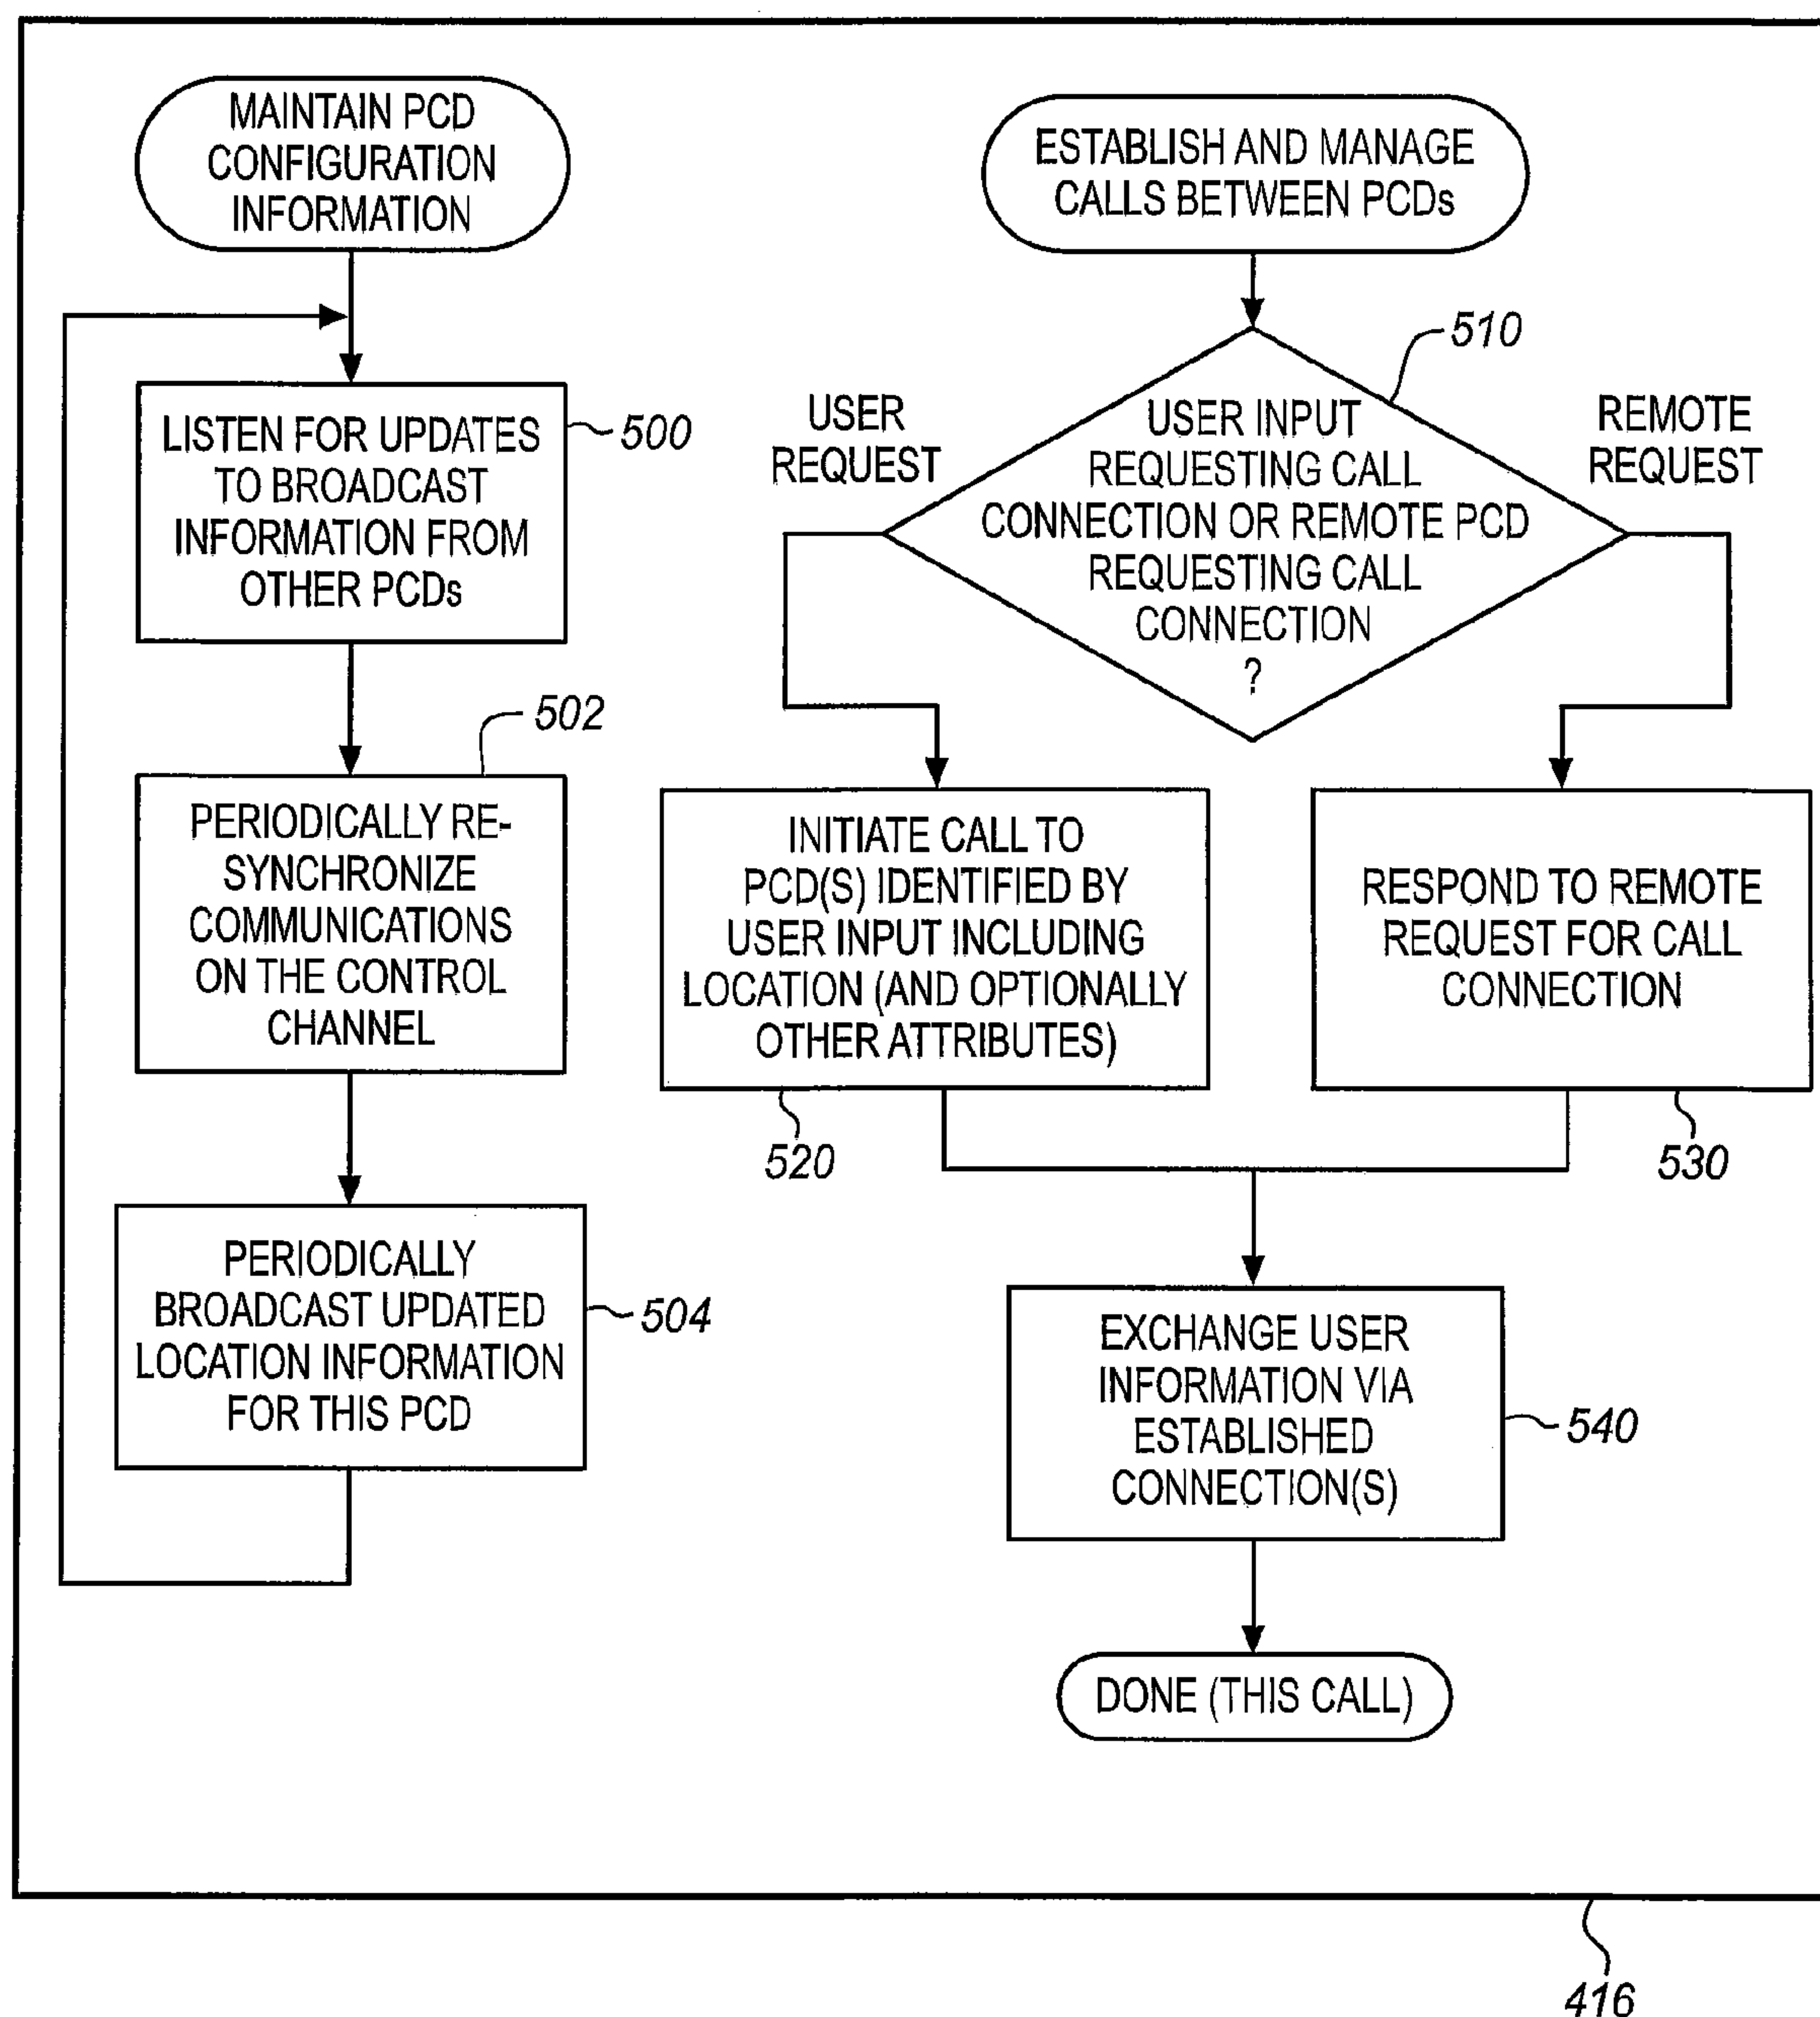 MAINTAIN PCD
CONFIGURATION
INFORMATION
LISTEN FOR UPDATES
TO BROADCAST
INFORMATION FROM
OTHER PCDs
500
502
PERIODICALLY RE-
SYNCHRONIZE
COMMUNICATIONS
ON THE CONTROL
CHANNEL
PERIODICALLY
BROADCAST UPDATED
LOCATION INFORMATION
FOR THIS PCD
504
ESTABLISH AND MANAGE
CALLS BETWEEN PCDs
510
USER INPUT
REQUESTING CALL
CONNECTION OR REMOTE PCD
REQUESTING CALL
CONNECTION
?
USER
REQUEST
REMOTE
REQUEST
INITIATE CALL TO
PCD(S) IDENTIFIED BY
USER INPUT INCLUDING
LOCATION (AND OPTIONALLY
OTHER ATTRIBUTES)
520
RESPOND TO REMOTE
REQUEST FOR CALL
CONNECTION
530
EXCHANGE USER
INFORMATION VIA
ESTABLISHED
CONNECTION(S)
540
DONE (THIS CALL)
416